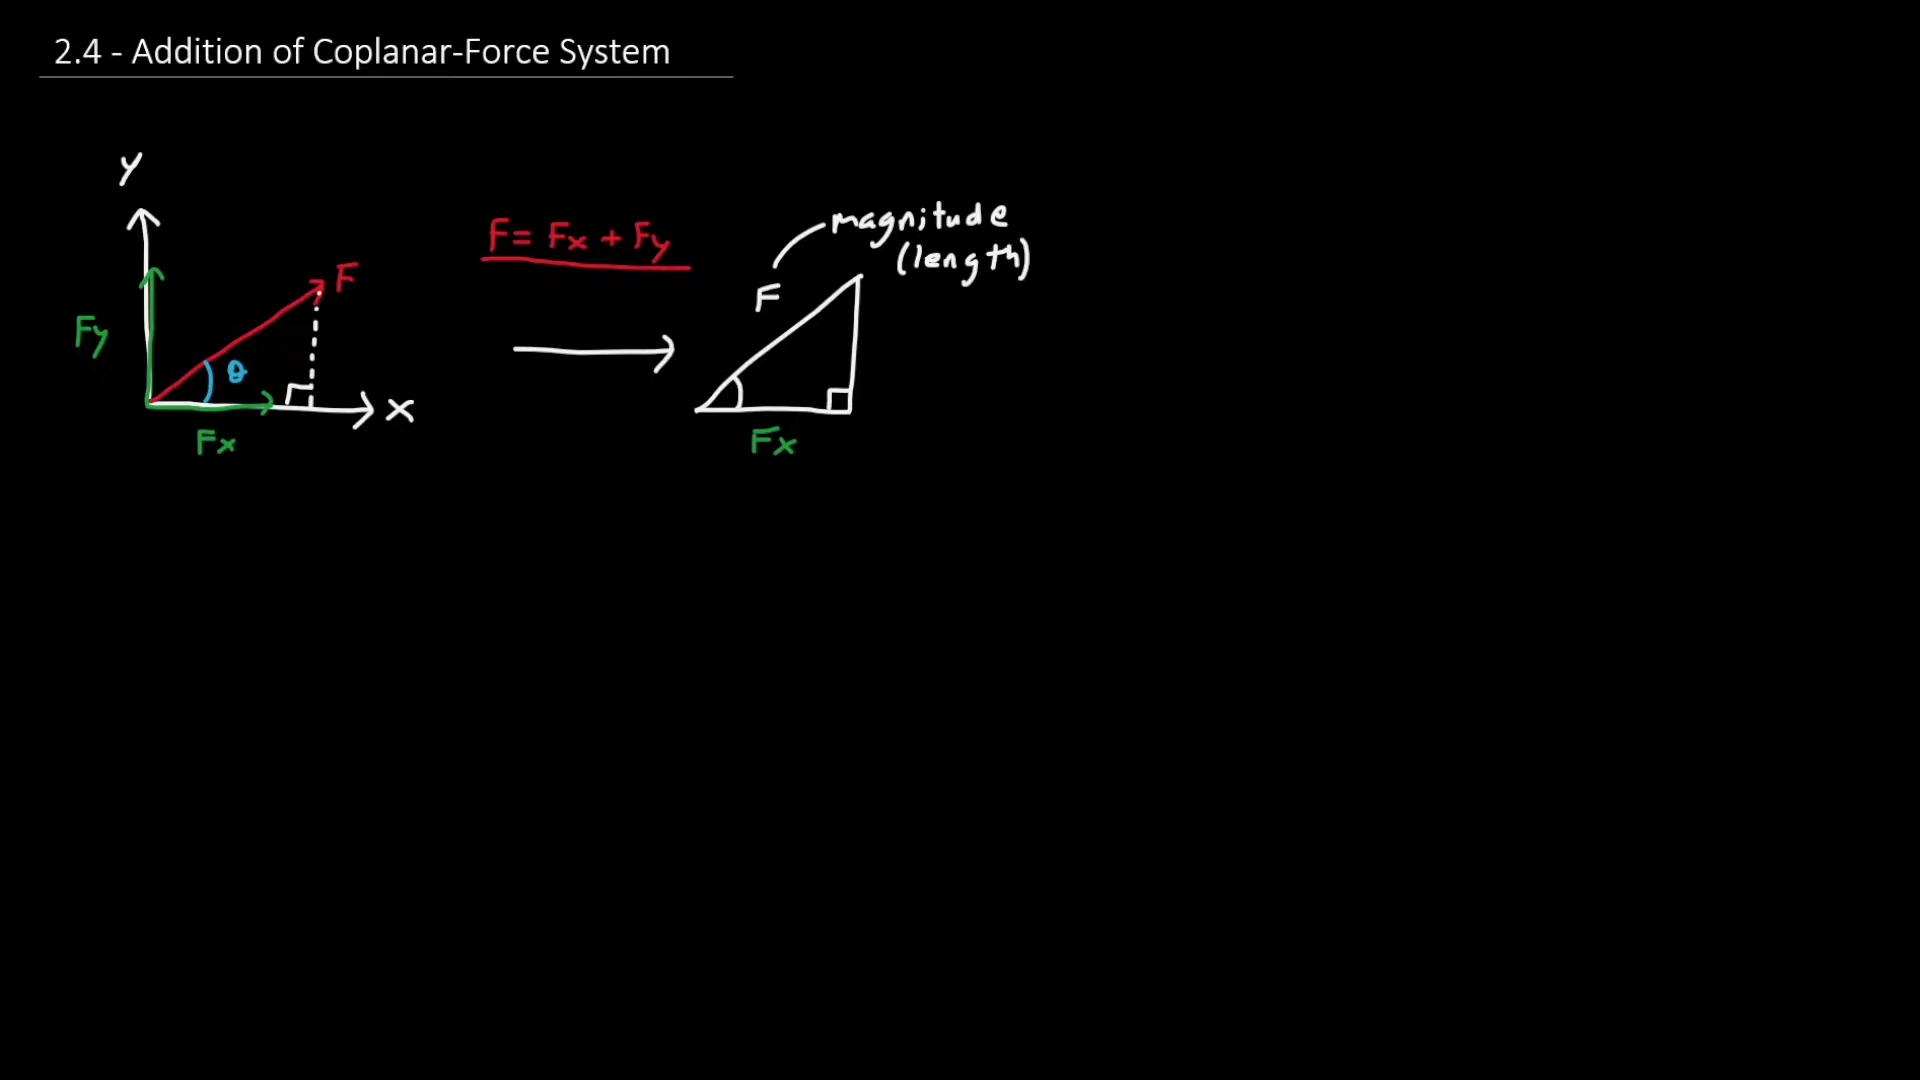 2.4 - Addition of Coplanar-Force System
y
F = Fx + Fy
magnitude
(length)
F
F
Fy
θ
x
Fx
Fx